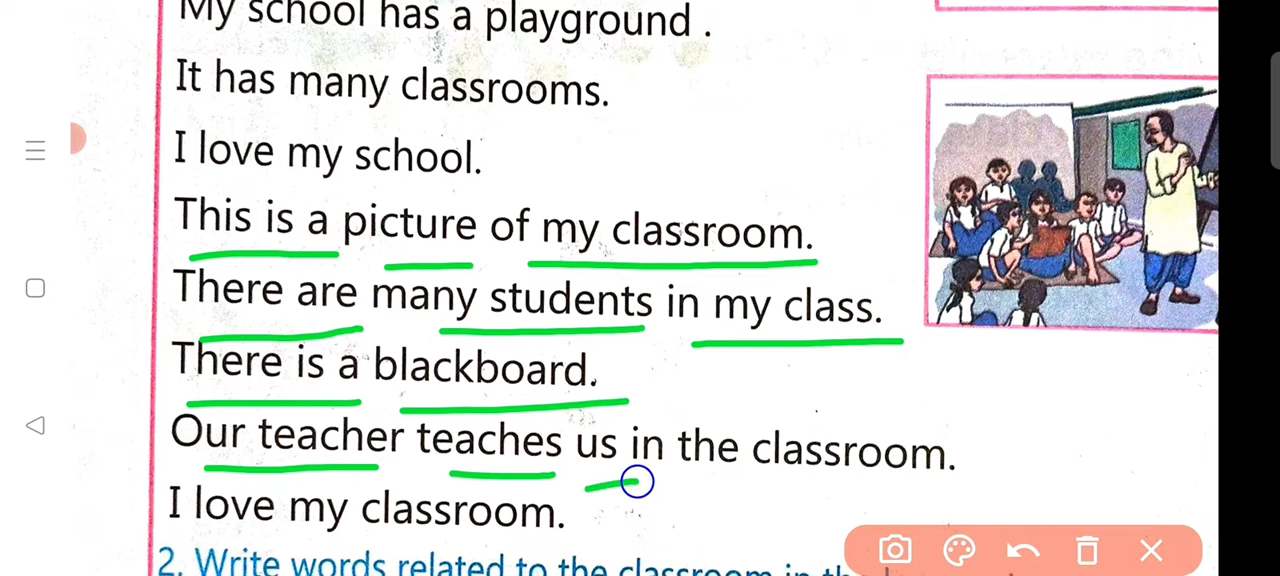 My school has a playground .
It has many classrooms.
I love my school.
This is a picture of my classroom.
There are many students in my class.
There is a blackboard.
Our teacher teaches us in the classroom.
I love my classroom.
2. Write words related to the classroom in the